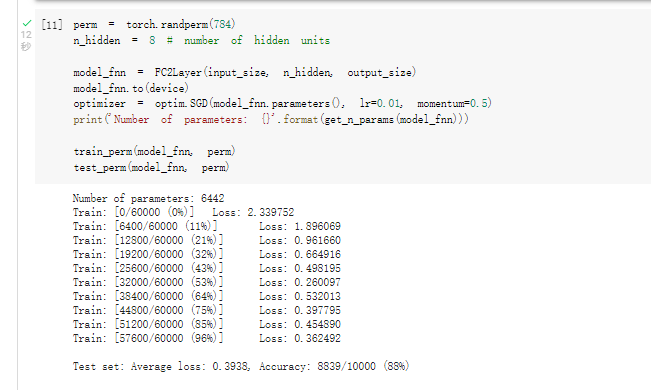 [11] perm = torch.randperm(784)
12
秒
n_hidden = 8 # number of hidden units
model_fnn = FC2Layer(input_size, n_hidden, output_size)
model_fnn.to(device)
optimizer = optim.SGD(model_fnn.parameters(), lr=0.01, momentum=0.5)
print('Number of parameters: {}'.format(get_n_params(model_fnn)))
train_perm(model_fnn, perm)
test_perm(model_fnn, perm)
Number of parameters: 6442
Train: [0/60000 (0%)] Loss: 2.339752
Train: [6400/60000 (11%)] Loss: 1.896069
Train: [12800/60000 (21%)] Loss: 0.961660
Train: [19200/60000 (32%)] Loss: 0.664916
Train: [25600/60000 (43%)] Loss: 0.498195
Train: [32000/60000 (53%)] Loss: 0.260097
Train: [38400/60000 (64%)] Loss: 0.532013
Train: [44800/60000 (75%)] Loss: 0.397795
Train: [51200/60000 (85%)] Loss: 0.454890
Train: [57600/60000 (96%)] Loss: 0.362492
Test set: Average loss: 0.3938, Accuracy: 8839/10000 (88%)